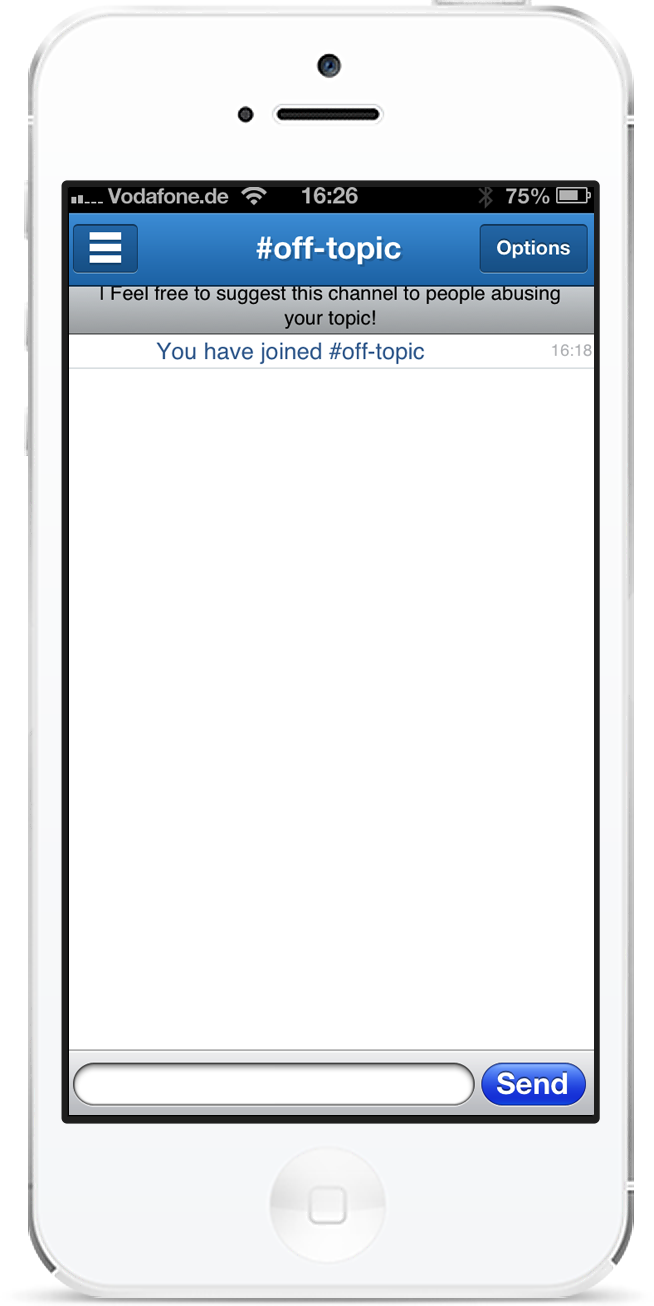 Vodafone.de 16:26 75%
#off-topic Options
| Feel free to suggest this channel to people abusing
your topic!
You have joined #off-topic 16:18
Send